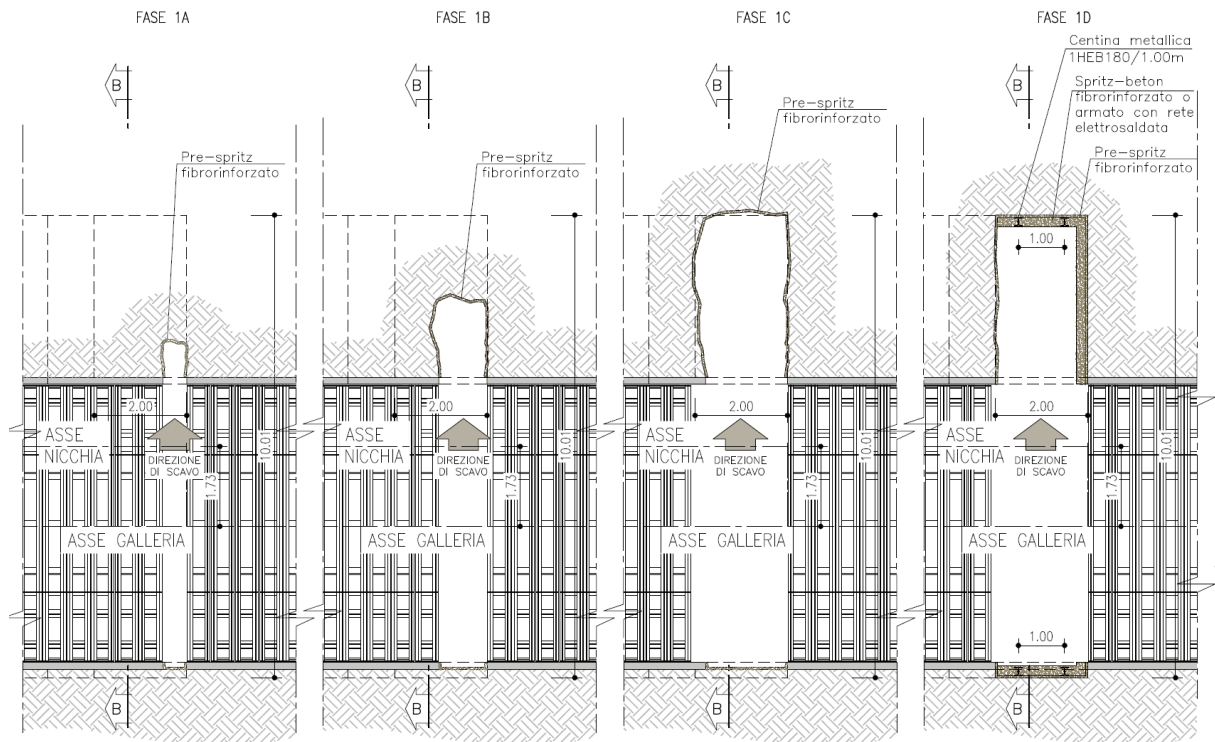 FASE 1A
B
Pre-spritz
fibrorinforzato
2.00
ASSE
NICCHIA
DIREZIONE
DI SCAVO
1.73
10.01
ASSE GALLERIA
B
FASE 1B
B
Pre-spritz
fibrorinforzato
2.00
ASSE
NICCHIA
DIREZIONE
DI SCAVO
1.73
10.01
ASSE GALLERIA
B
FASE 1C
B
Pre-spritz
fibrorinforzato
2.00
ASSE
NICCHIA
DIREZIONE
DI SCAVO
1.73
10.01
ASSE GALLERIA
B
FASE 1D
Centina metallica
1HEB180/1.00m
B
Spritz-beton
fibrorinforzato o
armato con rete
elettrosaldata
Pre-spritz
fibrorinforzato
1.00
2.00
ASSE
NICCHIA
DIREZIONE
DI SCAVO
1.73
10.01
ASSE GALLERIA
1.00
B